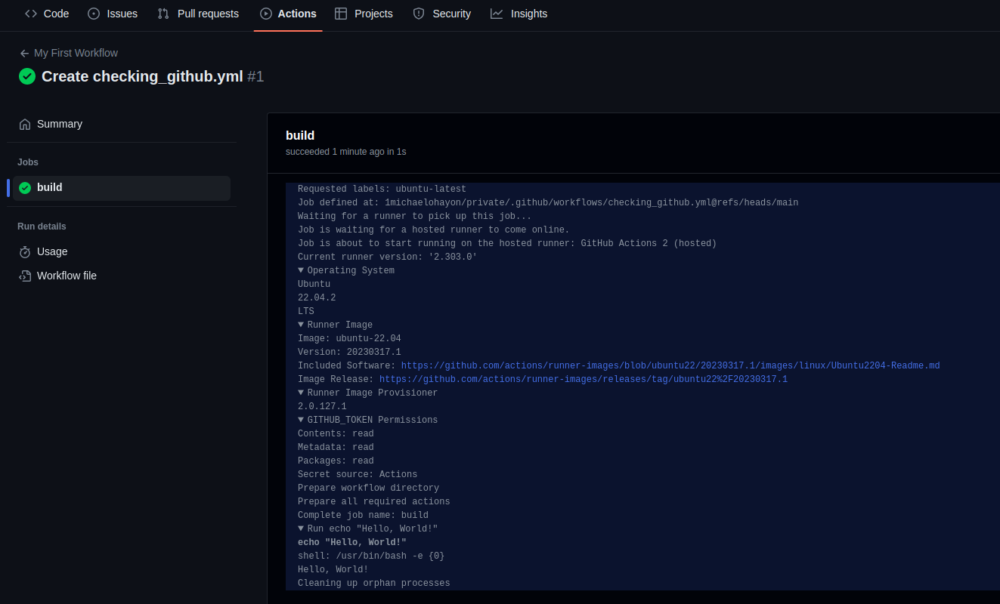 Code Issues Pull requests Actions Projects Security Insights
My First Workflow
Create checking_github.yml #1
Summary
Jobs
build
Run details
Usage
Workflow file
build
succeeded 1 minute ago in 1s
Requested labels: ubuntu-latest
Job defined at: 1michaelohayon/private/.github/workflows/checking_github.yml@refs/heads/main
Waiting for a runner to pick up this job...
Job is waiting for a hosted runner to come online.
Job is about to start running on the hosted runner: GitHub Actions 2 (hosted)
Current runner version: '2.303.0'
Operating System
Ubuntu
22.04.2
LTS
Runner Image
Image: ubuntu-22.04
Version: 20230317.1
Included Software: https://github.com/actions/runner-images/blob/ubuntu22/20230317.1/images/linux/Ubuntu2204-Readme.md
Image Release: https://github.com/actions/runner-images/releases/tag/ubuntu22%2F20230317.1
Runner Image Provisioner
2.0.127.1
GITHUB_TOKEN Permissions
Contents: read
Metadata: read
Packages: read
Secret source: Actions
Prepare workflow directory
Prepare all required actions
Complete job name: build
Run echo "Hello, World!"
echo "Hello, World!"
shell: /usr/bin/bash -e {0}
Hello, World!
Cleaning up orphan processes